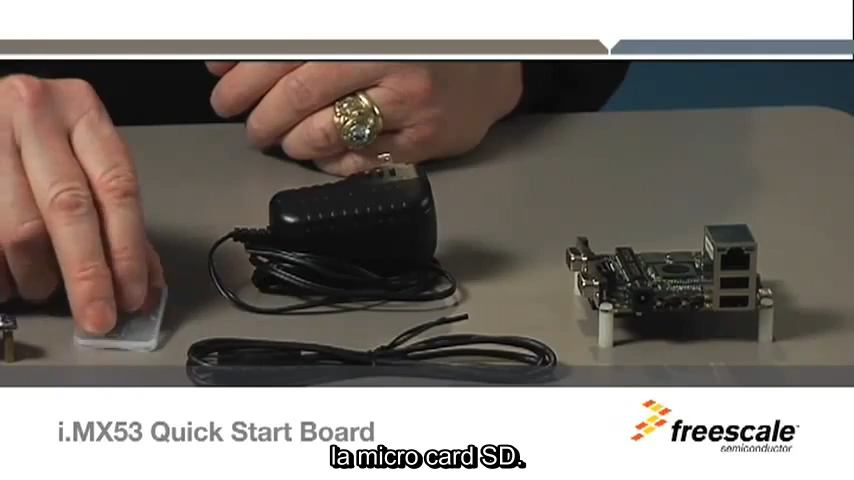 i.MX53 Quick Start Board
freescale
semiconductor
la micro card SD.